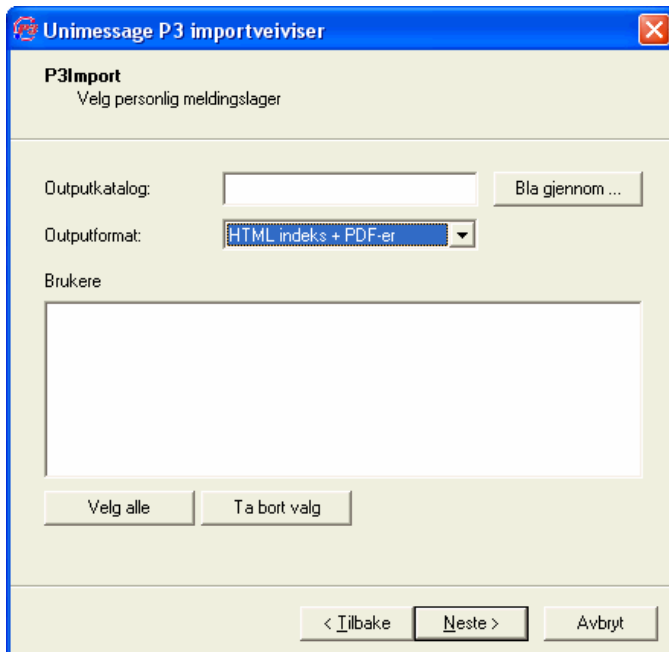 Unimessage P3 importveiviser
P3Import
Velg personlig meldingslager
Outputkatalog:
Bla gjennom ...
Outputformat:
HTML indeks + PDF-er
Brukere
Velg alle
Ta bort valg
< Tilbake
Neste >
Avbryt